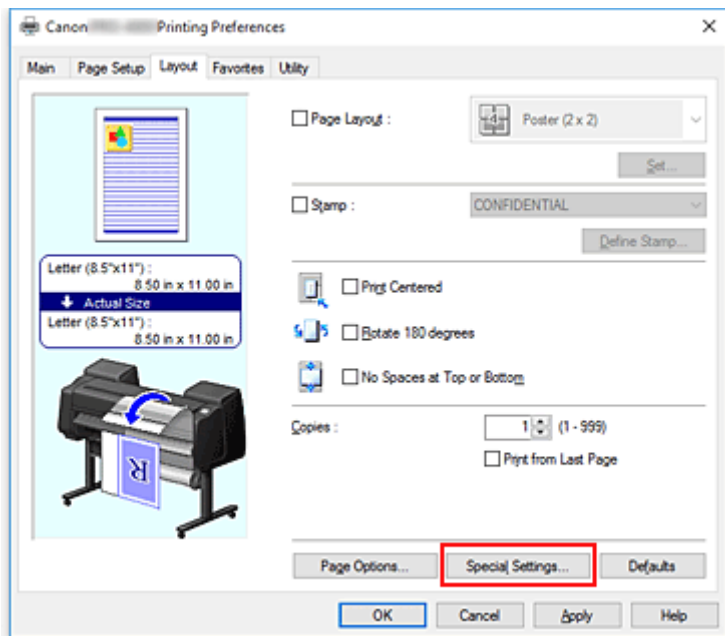 Canon Printing Preferences
Main Page Setup Layout Favorites Utility
Page Layout : Poster (2 x 2)
Set...
Stamp : CONFIDENTIAL
Define Stamp...
Letter (8.5"x11") :
8.50 in x 11.00 in
Actual Size
Letter (8.5"x11") :
8.50 in x 11.00 in
Print Centered
Rotate 180 degrees
No Spaces at Top or Bottom
Copies : 1 (1 - 999)
Print from Last Page
R
Page Options... Special Settings... Defaults
OK Cancel Apply Help